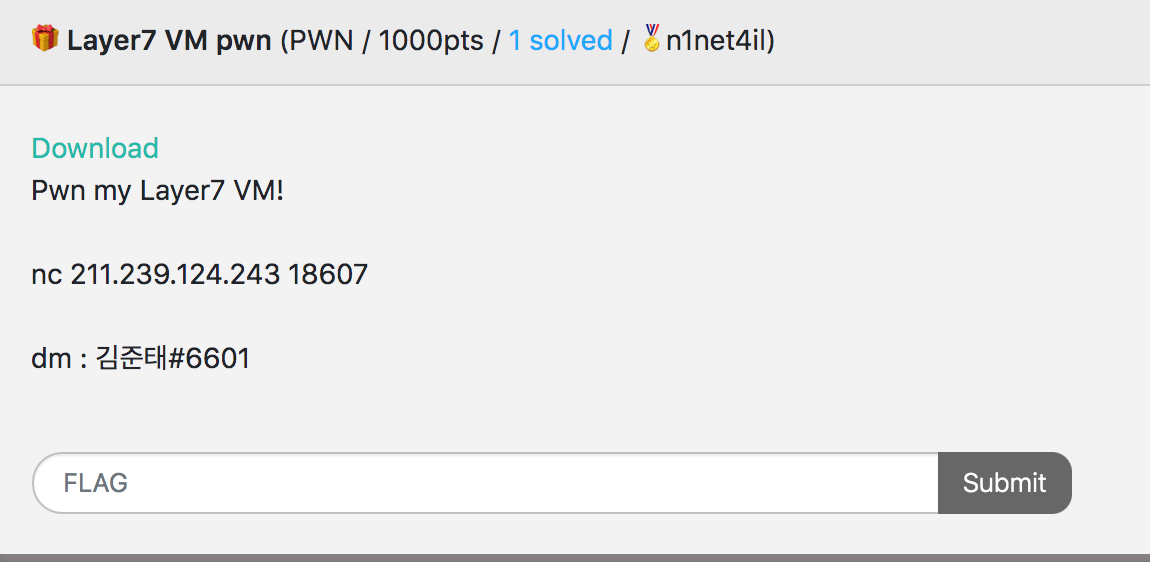 🎁 Layer7 VM pwn (PWN / 1000pts / 1 solved / 🏅n1net4il)
Download
Pwn my Layer7 VM!
nc 211.239.124.243 18607
dm : 김준태#6601
FLAG
Submit